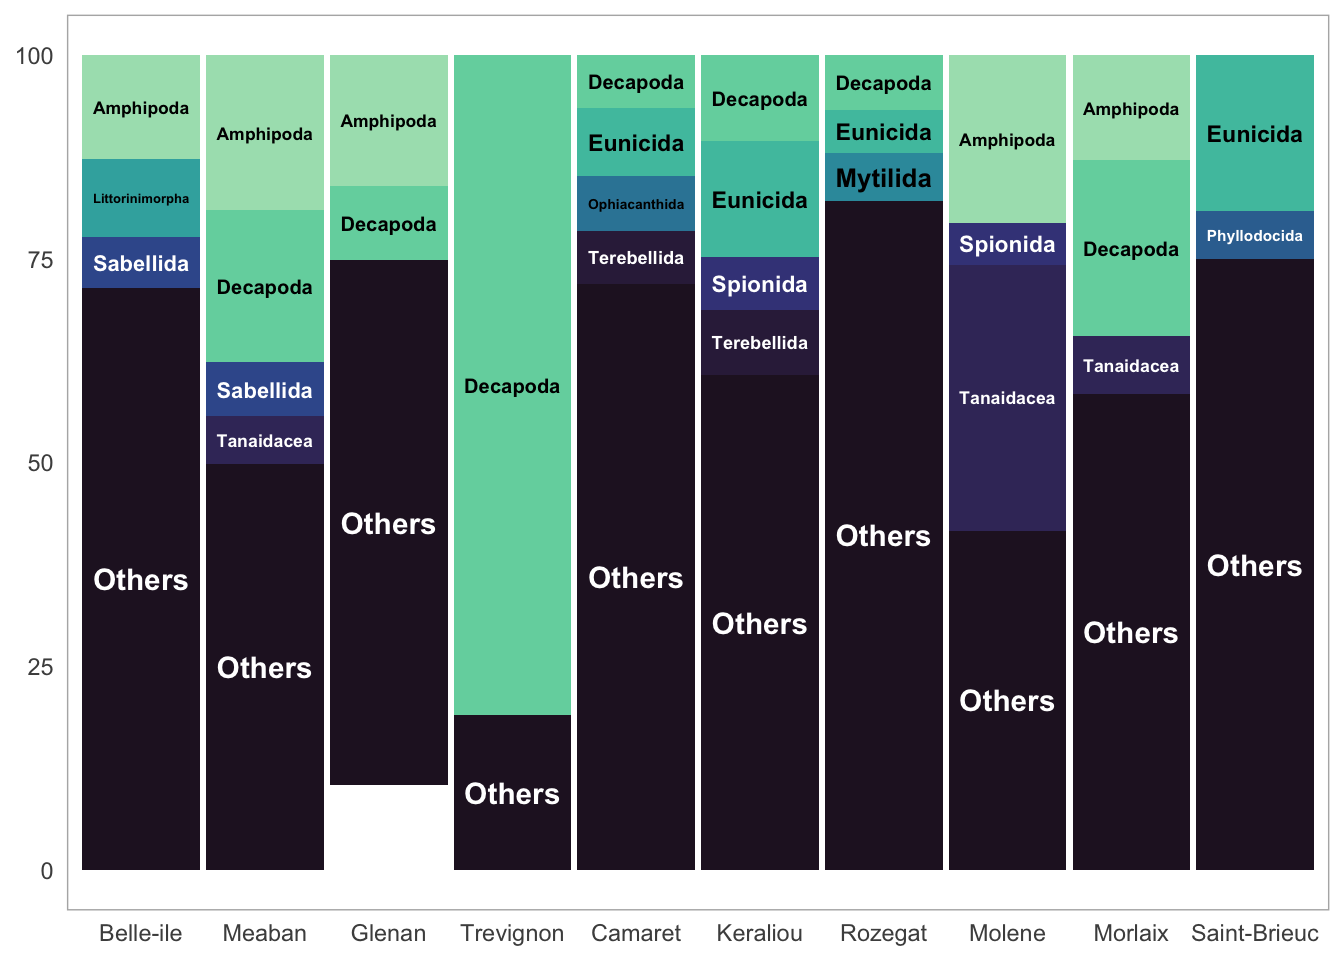 100
75
50
25
0
Amphipoda
Littorinimorpha
Sabellida
Others
Amphipoda
Decapoda
Sabellida
Tanaidacea
Others
Amphipoda
Decapoda
Others
Decapoda
Others
Decapoda
Eunicida
Ophiacanthida
Terebellida
Others
Decapoda
Eunicida
Spionida
Terebellida
Others
Decapoda
Eunicida
Mytilida
Others
Amphipoda
Spionida
Tanaidacea
Others
Amphipoda
Decapoda
Tanaidacea
Others
Eunicida
Phyllodocida
Others
Belle-ile Meaban Glenan Trevignon Camaret Keraliou Rozegat Molene Morlaix Saint-Brieuc